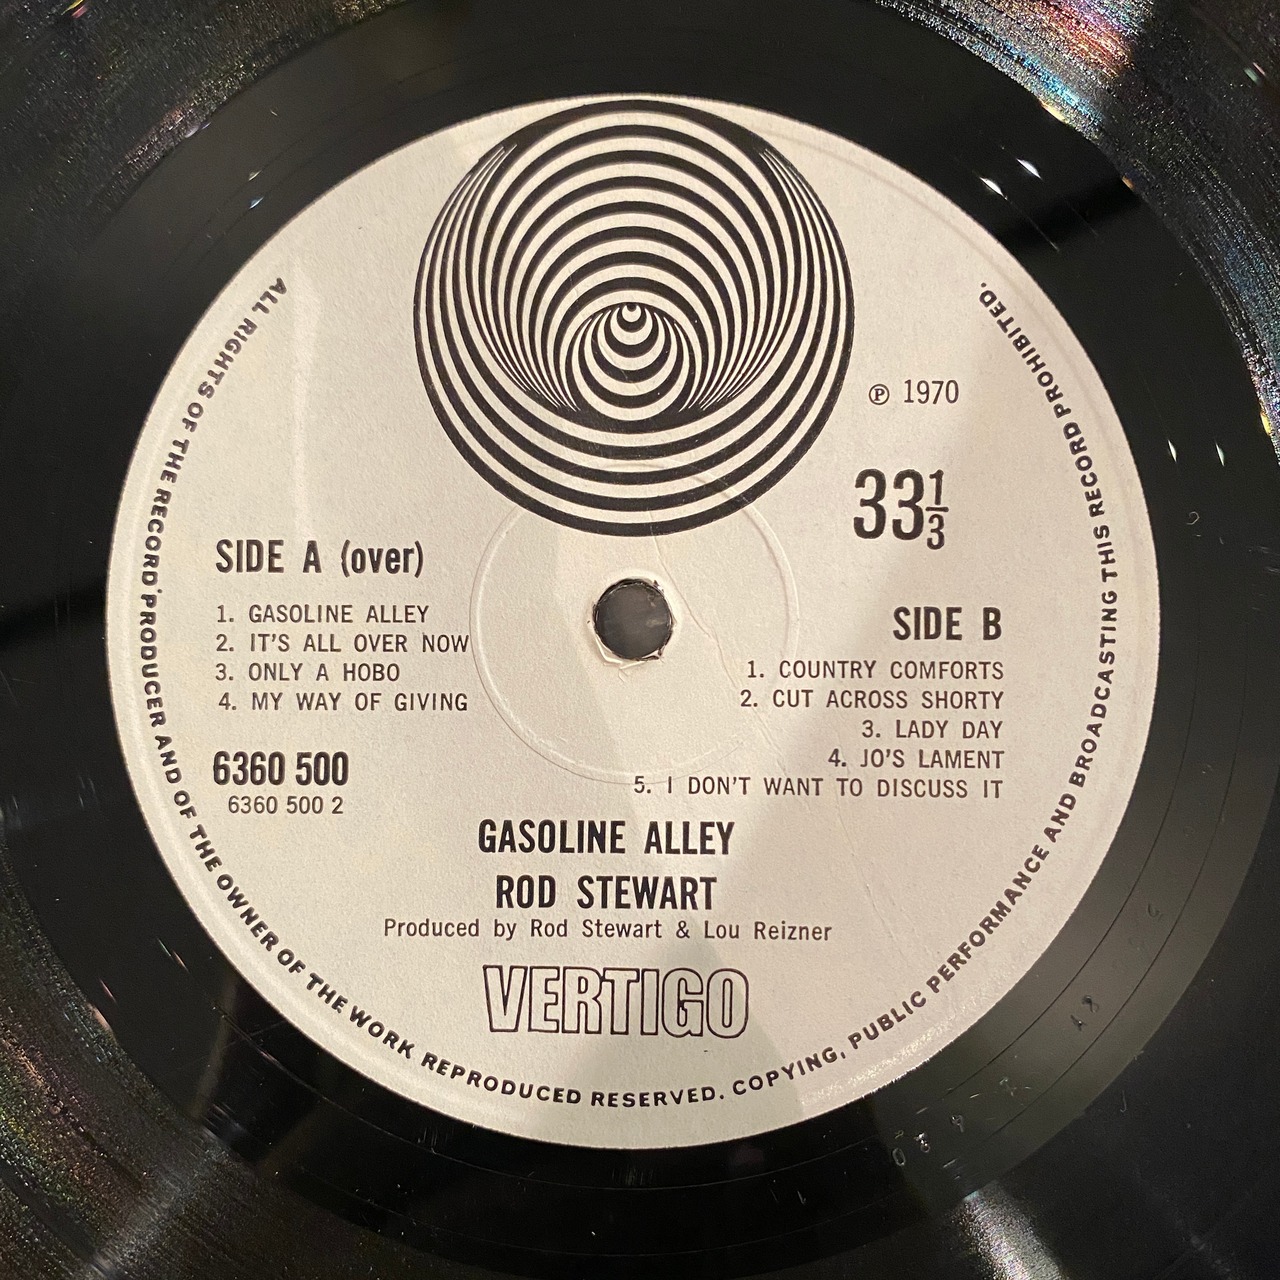 ℗ 1970
33⅓
SIDE A (over)
1. GASOLINE ALLEY
2. IT'S ALL OVER NOW
3. ONLY A HOBO
4. MY WAY OF GIVING
6360 500
6360 500 2
SIDE B
1. COUNTRY COMFORTS
2. CUT ACROSS SHORTY
3. LADY DAY
4. JO'S LAMENT
5. I DON'T WANT TO DISCUSS IT
GASOLINE ALLEY
ROD STEWART
Produced by Rod Stewart & Lou Reizner
VERTIGO
ALL RIGHTS OF THE RECORD PRODUCER AND OF THE OWNER OF THE WORK REPRODUCED RESERVED. COPYING, PUBLIC PERFORMANCE AND BROADCASTING THIS RECORD PROHIBITED.